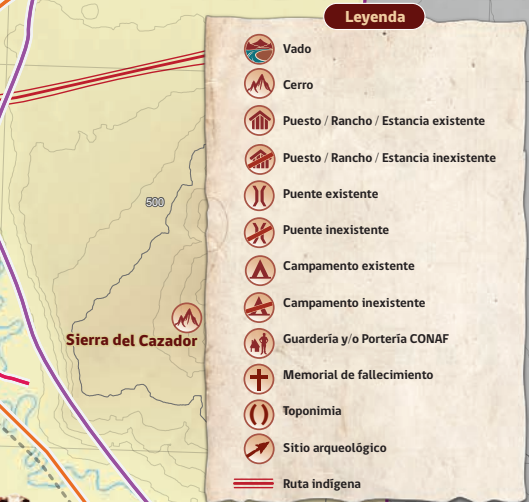 Leyenda
Vado
Cerro
Puesto / Rancho / Estancia existente
Puesto / Rancho / Estancia inexistente
Puente existente
500
Puente inexistente
Campamento existente
Campamento inexistente
Sierra del Cazador
Guardería y/o Portería CONAF
Memorial de fallecimiento
Toponimia
Sitio arqueológico
Ruta indígena